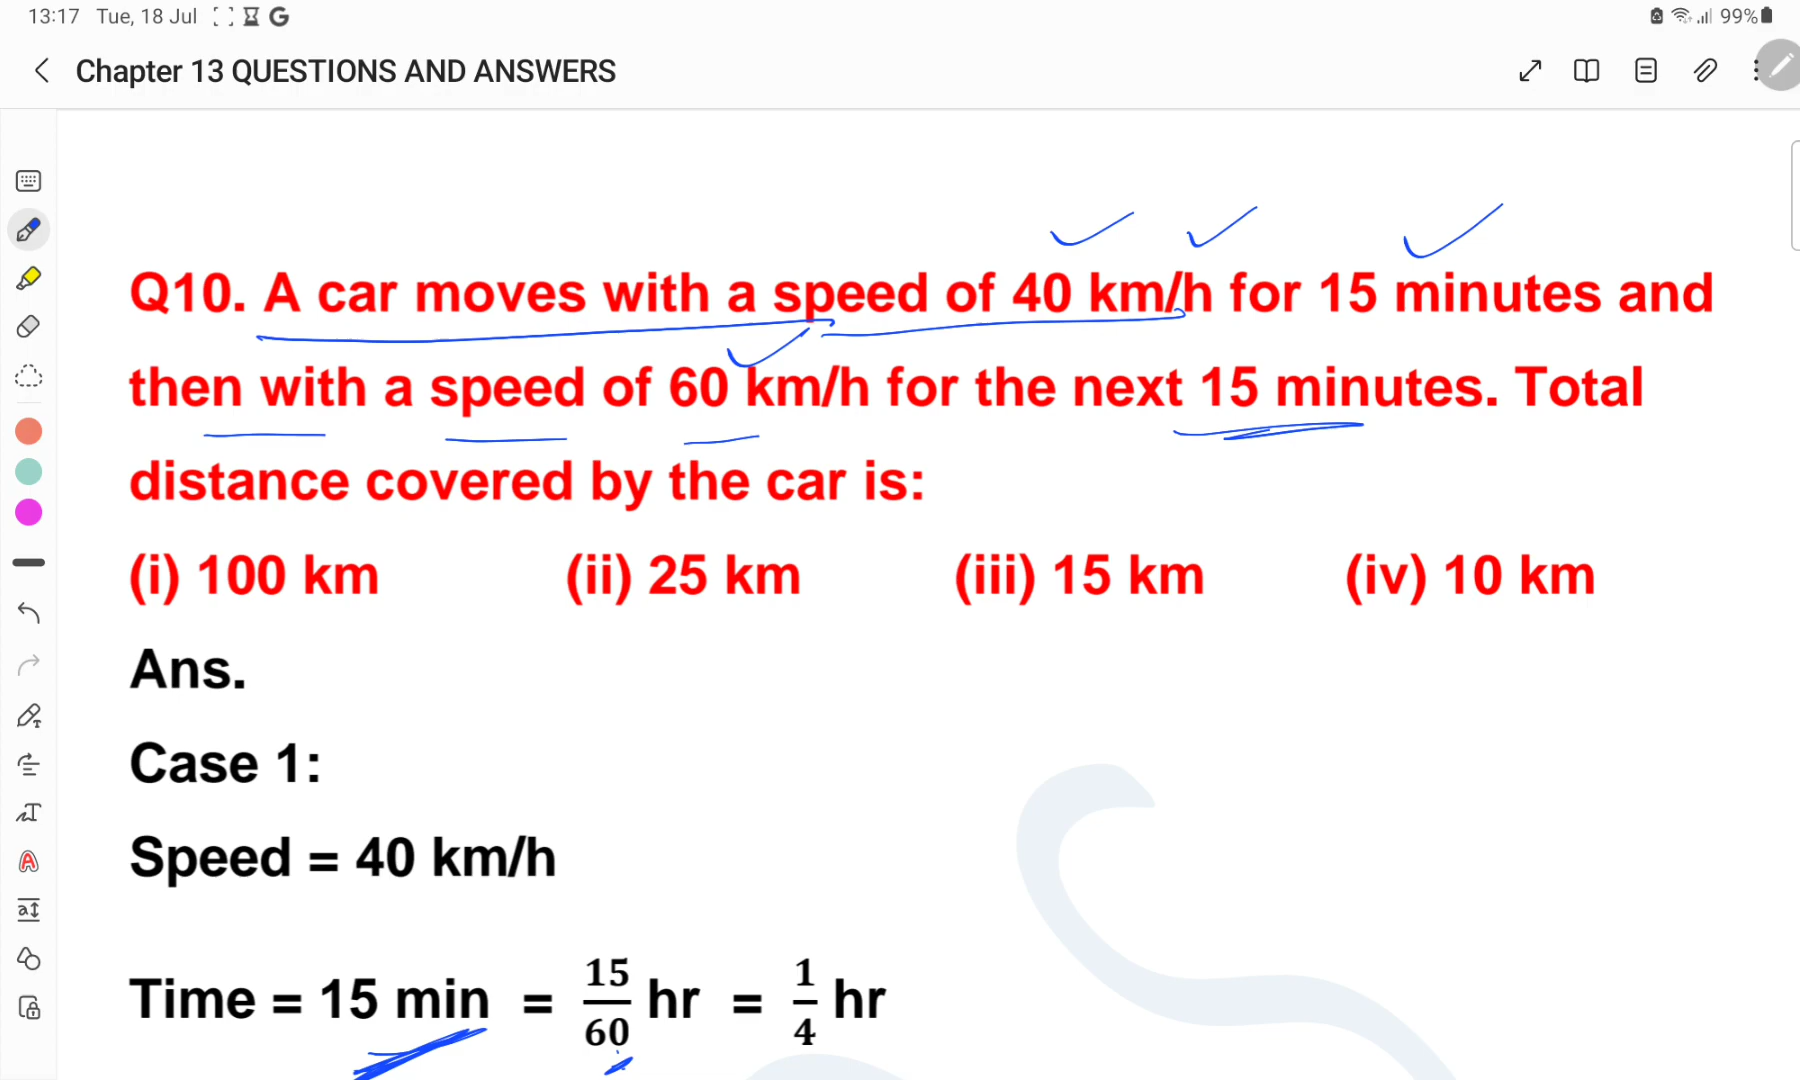 13:17 Tue, 18 Jul G 99%
Chapter 13 QUESTIONS AND ANSWERS
Q10. A car moves with a speed of 40 km/h for 15 minutes and
then with a speed of 60 km/h for the next 15 minutes. Total
distance covered by the car is:
(i) 100 km (ii) 25 km (iii) 15 km (iv) 10 km
Ans.
Case 1:
Speed = 40 km/h
Time = 15 min = 15/60 hr = 1/4 hr